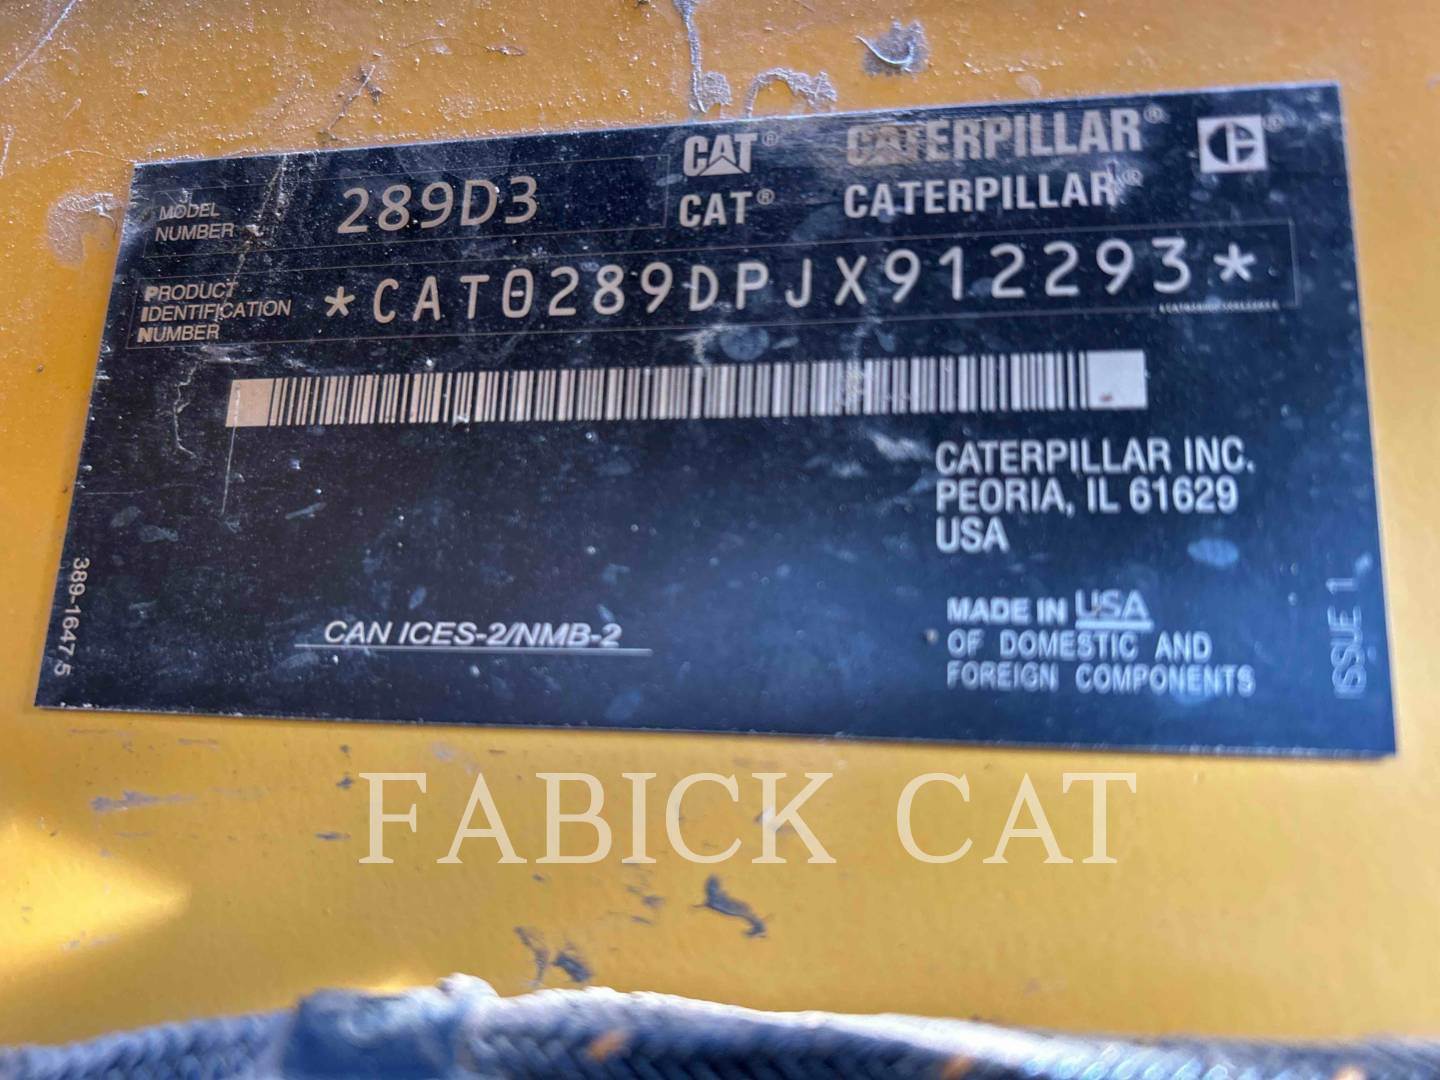 CAT® CATERPILLAR®
MODEL NUMBER 289D3
CAT® CATERPILLAR®
PRODUCT IDENTIFICATION NUMBER *CAT0289DPJX912293*
CATERPILLAR INC.
PEORIA, IL 61629
USA
CAN ICES-2/NMB-2
MADE IN USA
OF DOMESTIC AND
FOREIGN COMPONENTS
389-1647 5
ISSUE 1
FABICK CAT